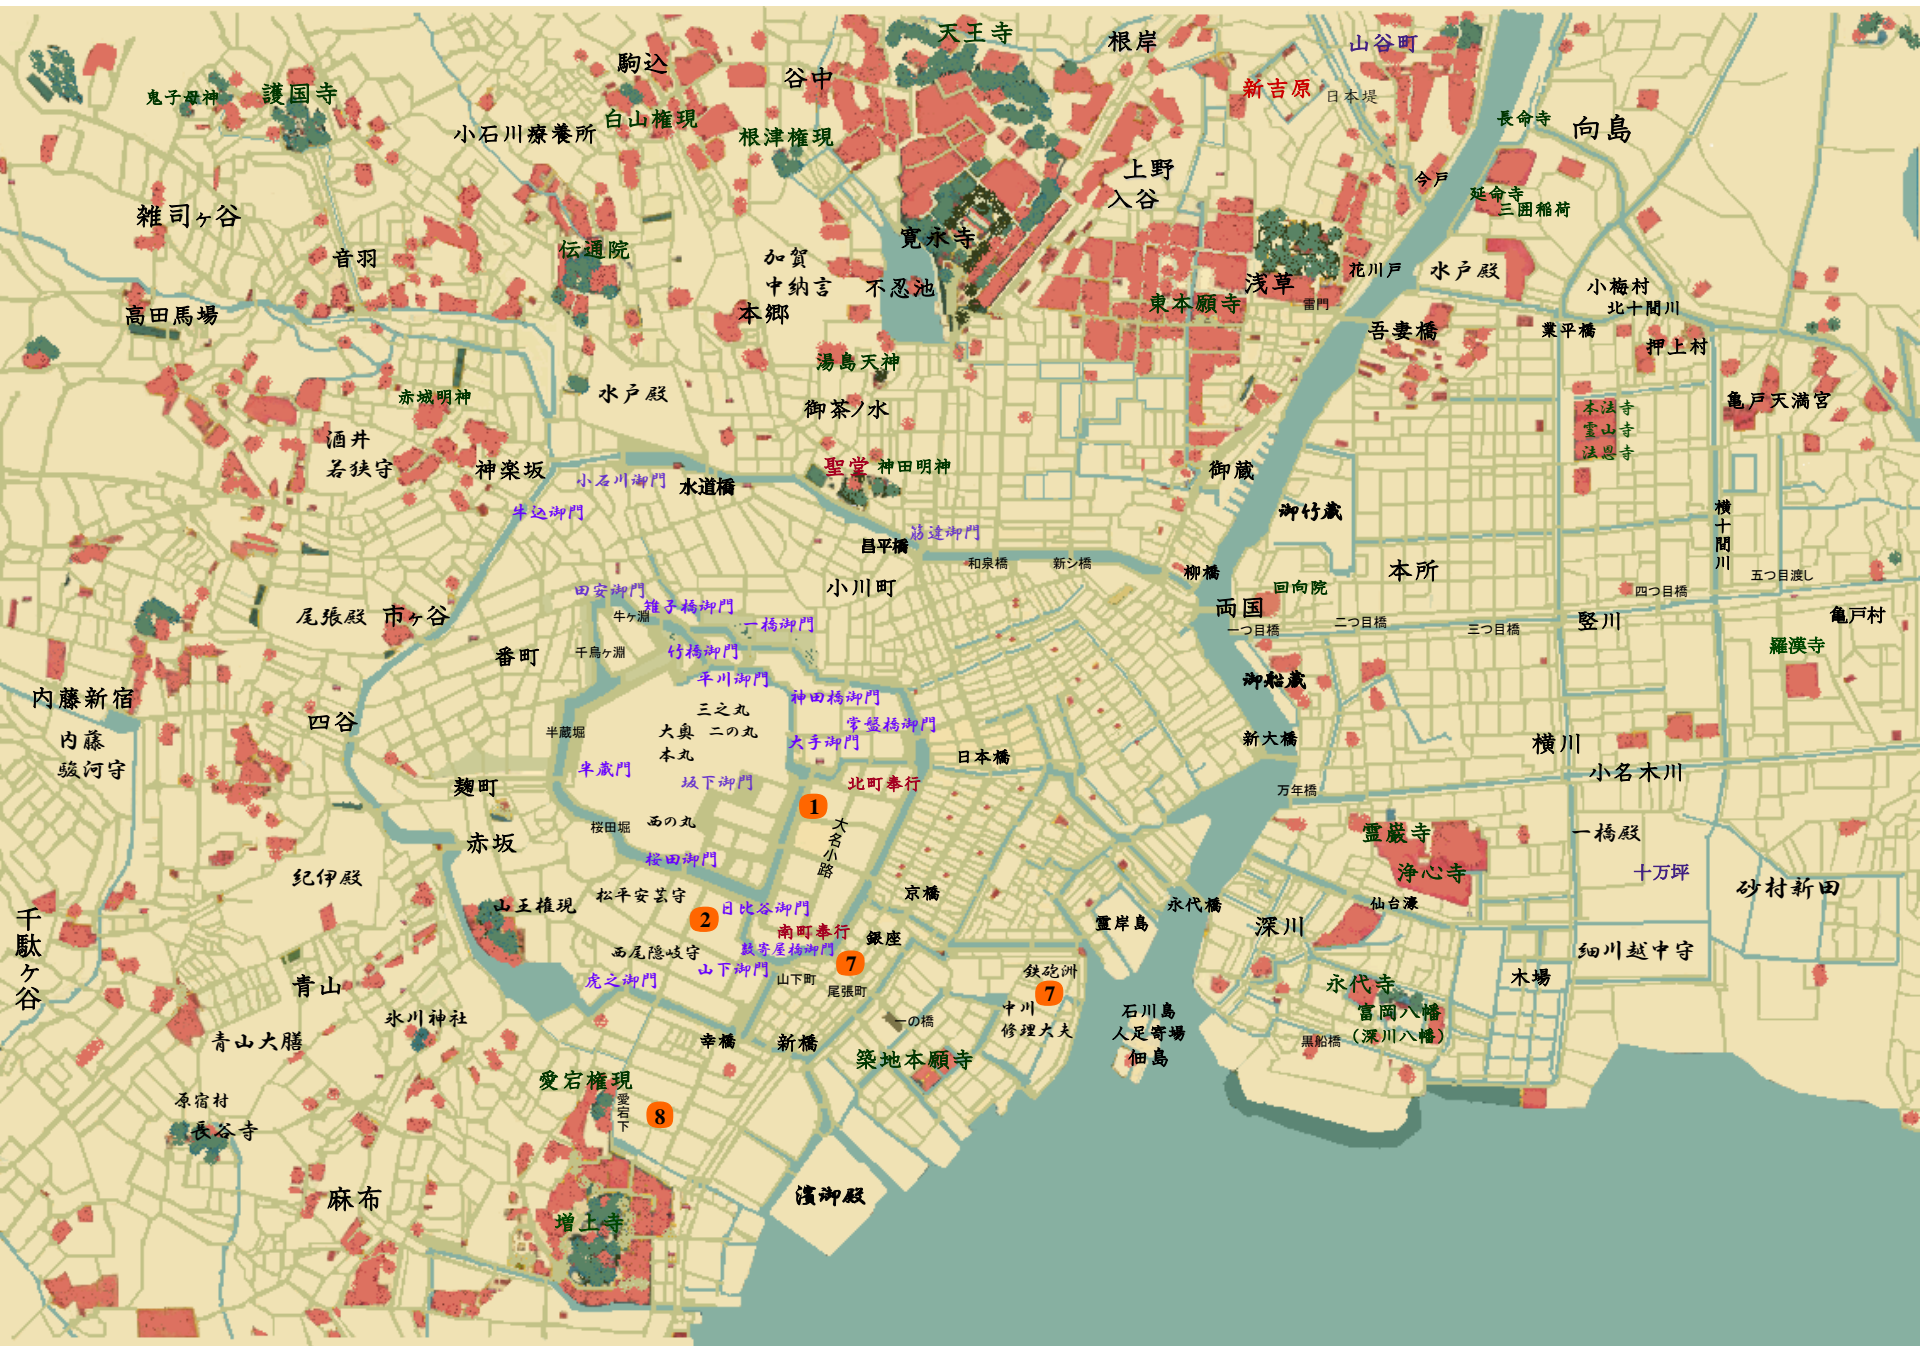 天王寺
根岸
山谷町
駒込
谷中
新吉原
日本堤
鬼子母神
護国寺
小石川療養所
白山権現
根津権現
長命寺
向島
上野
入谷
今戸
延命寺
三囲稲荷
雑司ヶ谷
音羽
伝通院
加賀
中納言
寛永寺
不忍池
本郷
浅草
花川戸
水戸殿
小梅村
北十間川
東本願寺
雷門
高田馬場
吾妻橋
業平橋
押上村
湯島天神
赤城明神
水戸殿
御茶ノ水
本法寺
霊山寺
法恩寺
亀戸天満宮
酒井
若狭守
神楽坂
小石川御門
水道橋
聖堂
神田明神
御蔵
御竹蔵
横十間川
牛込御門
昌平橋
筋違御門
和泉橋
新シ橋
柳橋
本所
五つ目渡し
四つ目橋
回向院
両国
一つ目橋
二つ目橋
三つ目橋
竪川
亀戸村
羅漢寺
小川町
田安御門
雉子橋御門
牛ヶ淵
一橋御門
尾張殿
市ヶ谷
番町
千鳥ヶ淵
竹橋御門
平川御門
神田橋御門
御船蔵
内藤新宿
内藤
駿河守
四谷
三之丸
大奥
二の丸
本丸
常盤橋御門
大手御門
半蔵堀
半蔵門
坂下御門
北町奉行
日本橋
新大橋
横川
小名木川
万年橋
麹町
1
大名小路
西の丸
桜田堀
桜田御門
赤坂
霊巌寺
浄心寺
一橋殿
十万坪
砂村新田
紀伊殿
山王権現
松平安芸守
2
日比谷御門
京橋
霊岸島
永代橋
深川
仙台濠
千駄ヶ谷
南町奉行
数寄屋橋御門
銀座
西尾隠岐守
山下御門
7
細川越中守
木場
虎之御門
山下町
尾張町
鉄砲洲
7
中川
修理大夫
石川島
人足寄場
佃島
永代寺
富岡八幡
(深川八幡)
黒船橋
青山
氷川神社
青山大膳
一の橋
幸橋
新橋
築地本願寺
愛宕権現
愛宕下
8
原宿村
長谷寺
麻布
濱御殿
増上寺